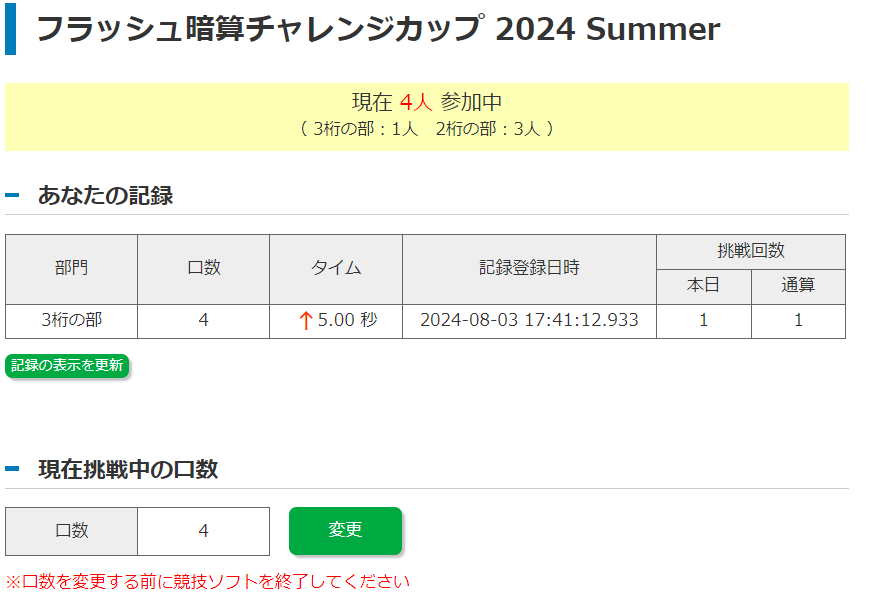 フラッシュ暗算チャレンジカップ 2024 Summer
現在 4人 参加中
（ 3桁の部：1人　2桁の部：3人 ）
あなたの記録
部門 口数 タイム 記録登録日時 挑戦回数
本日 通算
3桁の部 4 ↑5.00 秒 2024-08-03 17:41:12.933 1 1
記録の表示を更新
現在挑戦中の口数
口数 4 変更
※口数を変更する前に競技ソフトを終了してください